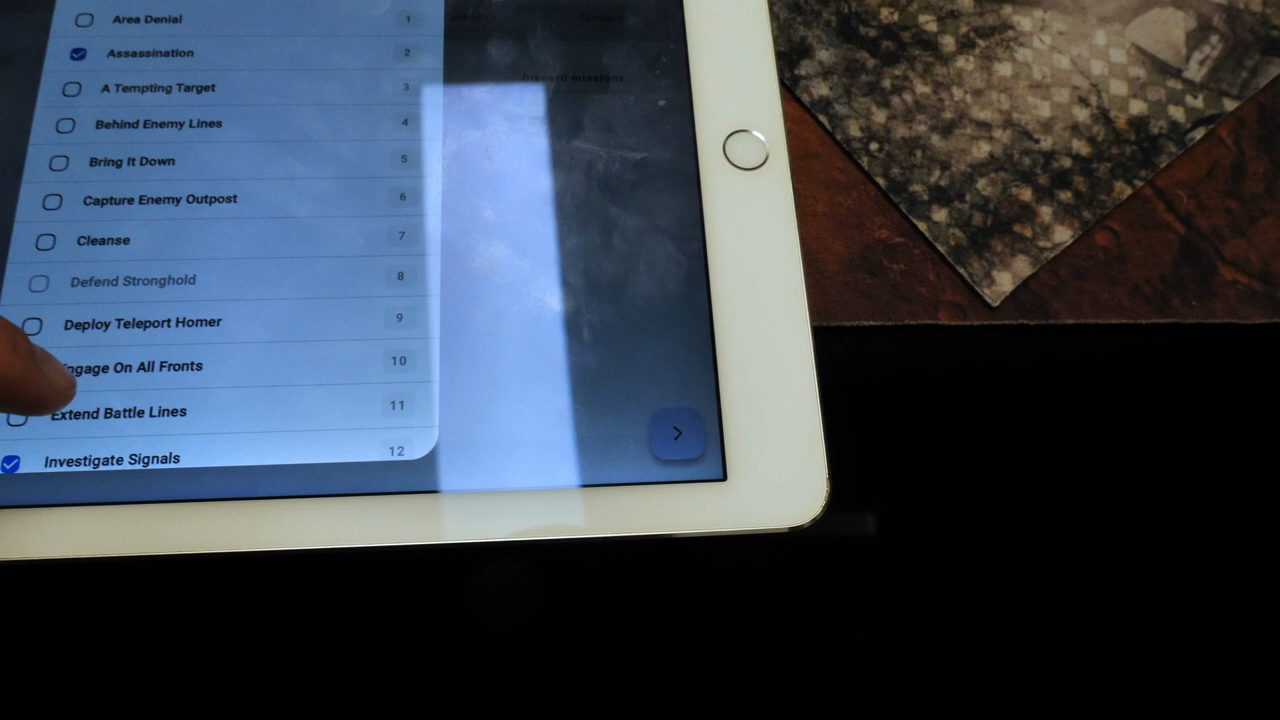 Area Denial 1
Assassination 2
A Tempting Target 3
Discard missions
Behind Enemy Lines 4
Bring It Down 5
Capture Enemy Outpost 6
Cleanse 7
Defend Stronghold 8
Deploy Teleport Homer 9
ngage On All Fronts 10
Extend Battle Lines 11
Investigate Signals 12